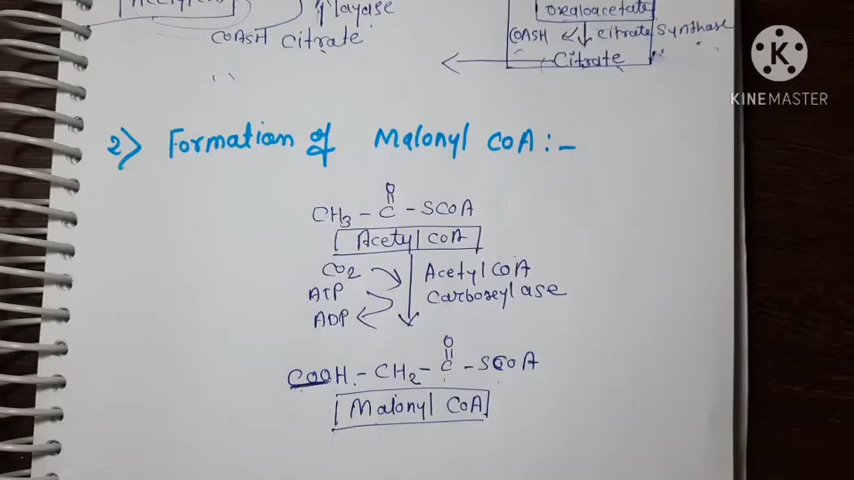 layase
COASH Citrate
oxaloacetate
COASH Citrate Synthase
Citrate
K
KINEMASTER
2) Formation of Malonyl COA:-
O
CH3 - C - SCOA
Acetyl COA
CO2 Acetyl COA
ATP Carboxylase
ADP
O
COOH - CH2 - C - SCOA
Malonyl COA